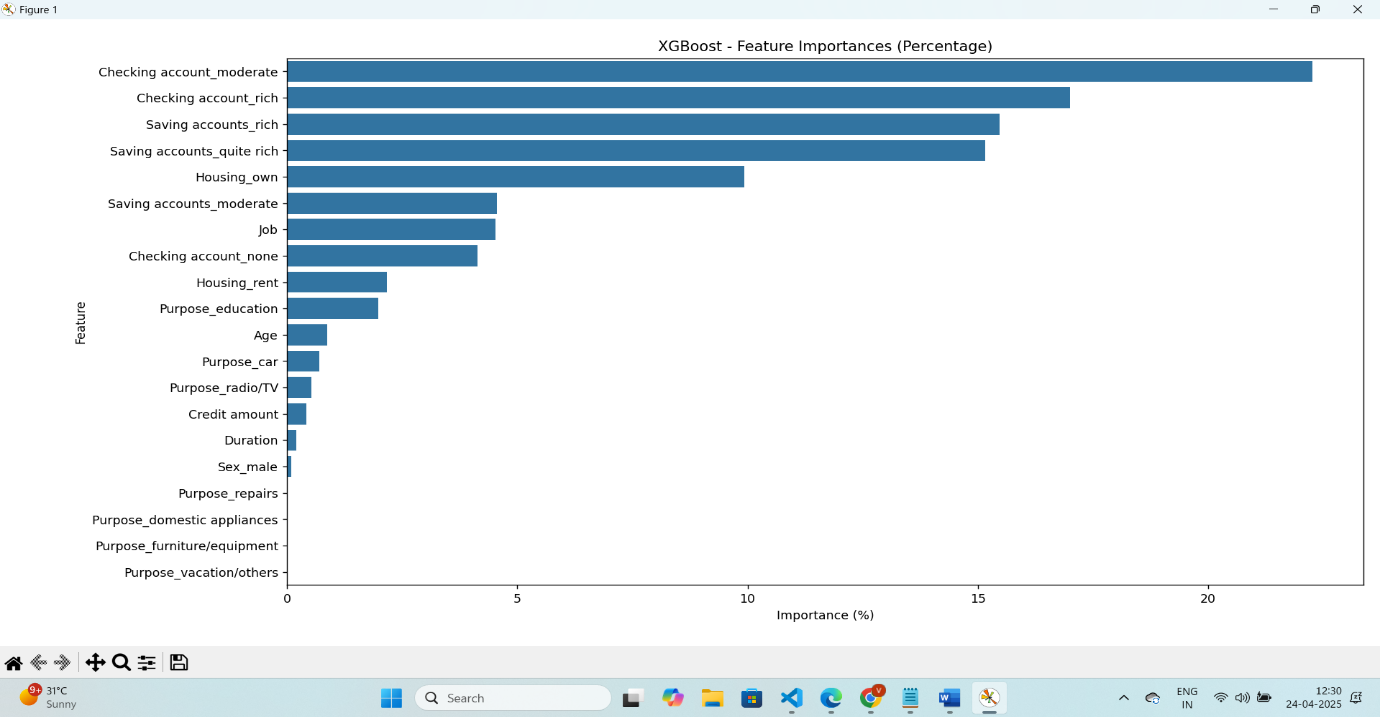 Figure 1
XGBoost - Feature Importances (Percentage)
Checking account_moderate
Checking account_rich
Saving accounts_rich
Saving accounts_quite rich
Housing_own
Saving accounts_moderate
Job
Checking account_none
Housing_rent
Purpose_education
Age
Purpose_car
Purpose_radio/TV
Credit amount
Duration
Sex_male
Purpose_repairs
Purpose_domestic appliances
Purpose_furniture/equipment
Purpose_vacation/others
Feature
0 5 10 15 20
Importance (%)
9+
31°C
Sunny
Search
V
ENG
IN
12:30
24-04-2025